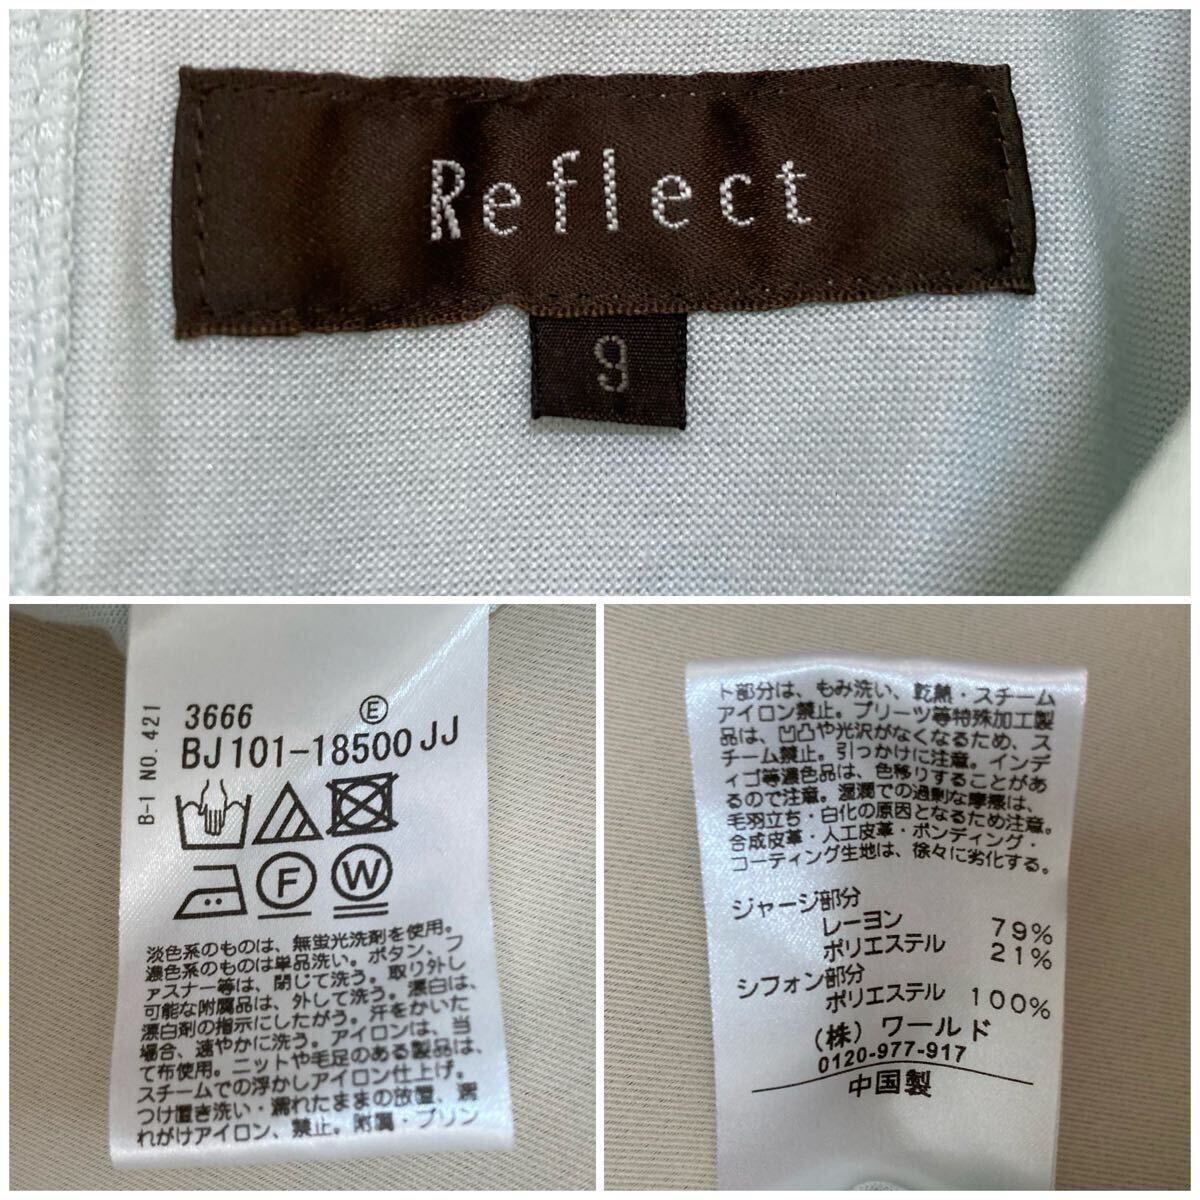 Reflect
9
B-1 NO.421
3666 E
BJ101-18500JJ
F W
淡色系のものは、無蛍光洗剤を使用。
濃色系のものは単品洗い。ボタン、フ
ァスナー等は、閉じて洗う。取り外し
可能な附属品は、外して洗う。漂白は、
漂白剤の指示にしたがう。汗をかいた
場合、速やかに洗う。アイロンは、当
て布使用。ニットや毛足のある製品は、
スチームでの浮かしアイロン仕上げ。
つけ置き洗い・濡れたままの放置、濡
れがけアイロン、禁止。附属・プリン
ト部分は、もみ洗い、乾熱・スチーム
アイロン禁止。プリーツ等特殊加工製
品は、凹凸や光沢がなくなるため、ス
チーム禁止。引っかけに注意。インデ
ィゴ等濃色品は、色移りすることがあ
るので注意。湿潤での過剰な摩擦は、
毛羽立ち・白化の原因となるため注意。
合成皮革・人工皮革・ボンディング・
コーティング生地は、徐々に劣化する。
ジャージ部分
レーヨン 79%
ポリエステル 21%
シフォン部分
ポリエステル 100%
(株)ワールド
0120-977-917
中国製